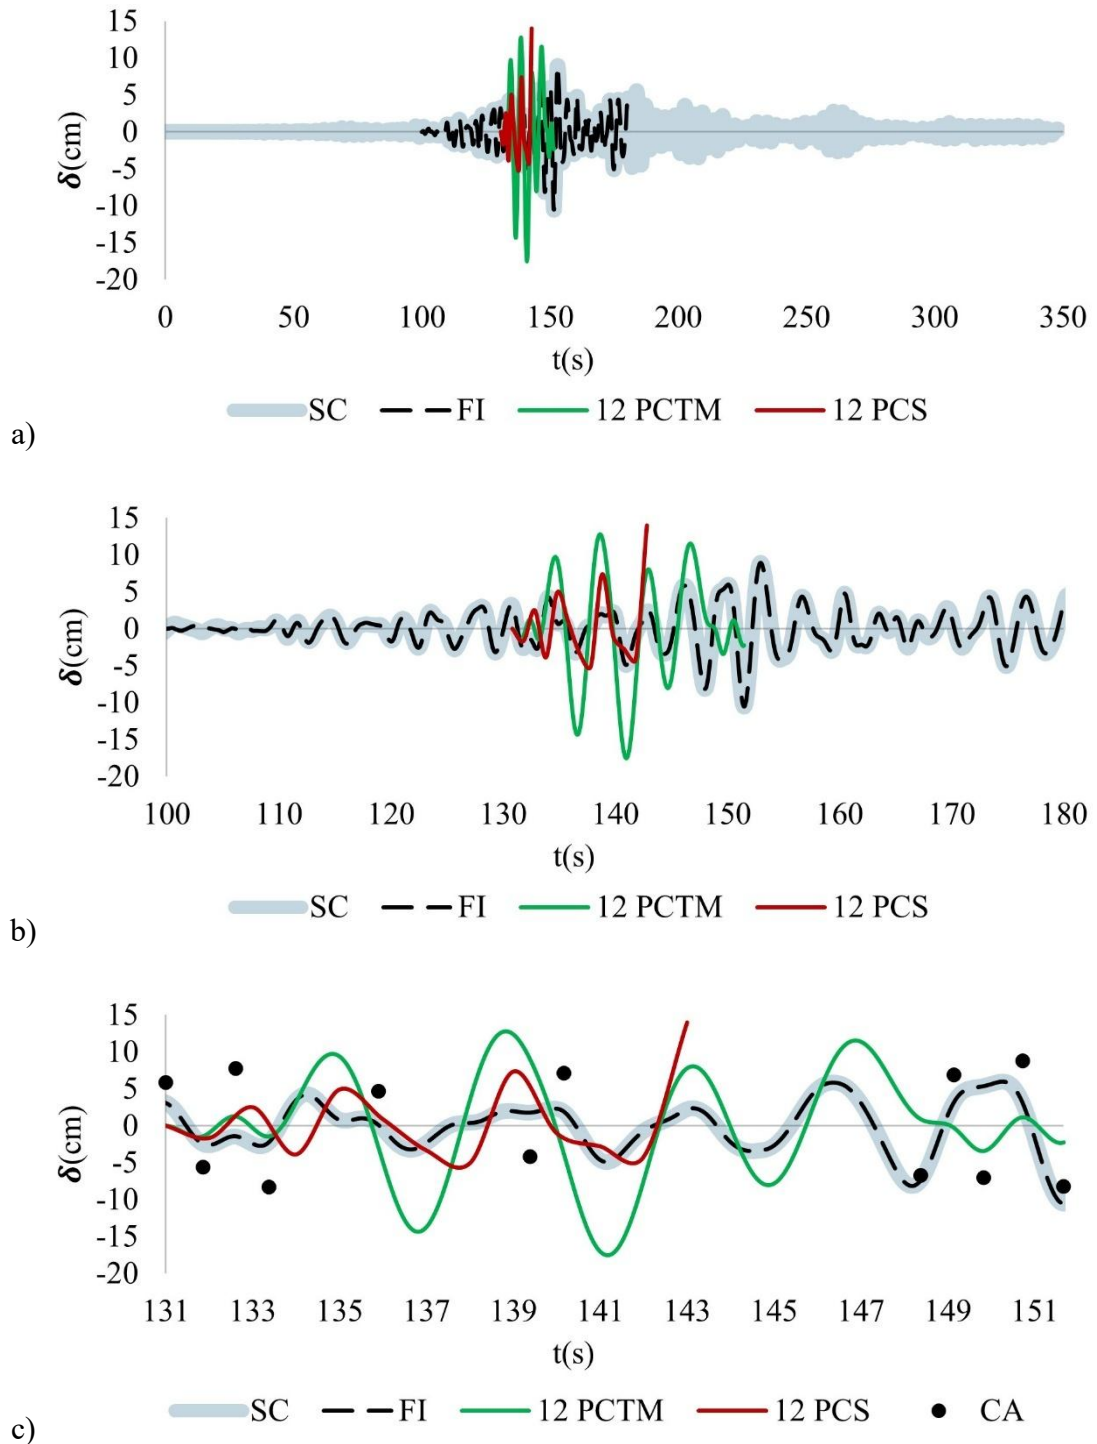 15
10
5
0
-5
-10
-15
-20
δ(cm)
0 50 100 150 200 250 300 350
t(s)
SC FI 12 PCTM 12 PCS
a)
15
10
5
0
-5
-10
-15
-20
δ(cm)
100 110 120 130 140 150 160 170 180
t(s)
SC FI 12 PCTM 12 PCS
b)
15
10
5
0
-5
-10
-15
-20
δ(cm)
131 133 135 137 139 141 143 145 147 149 151
t(s)
SC FI 12 PCTM 12 PCS CA
c)